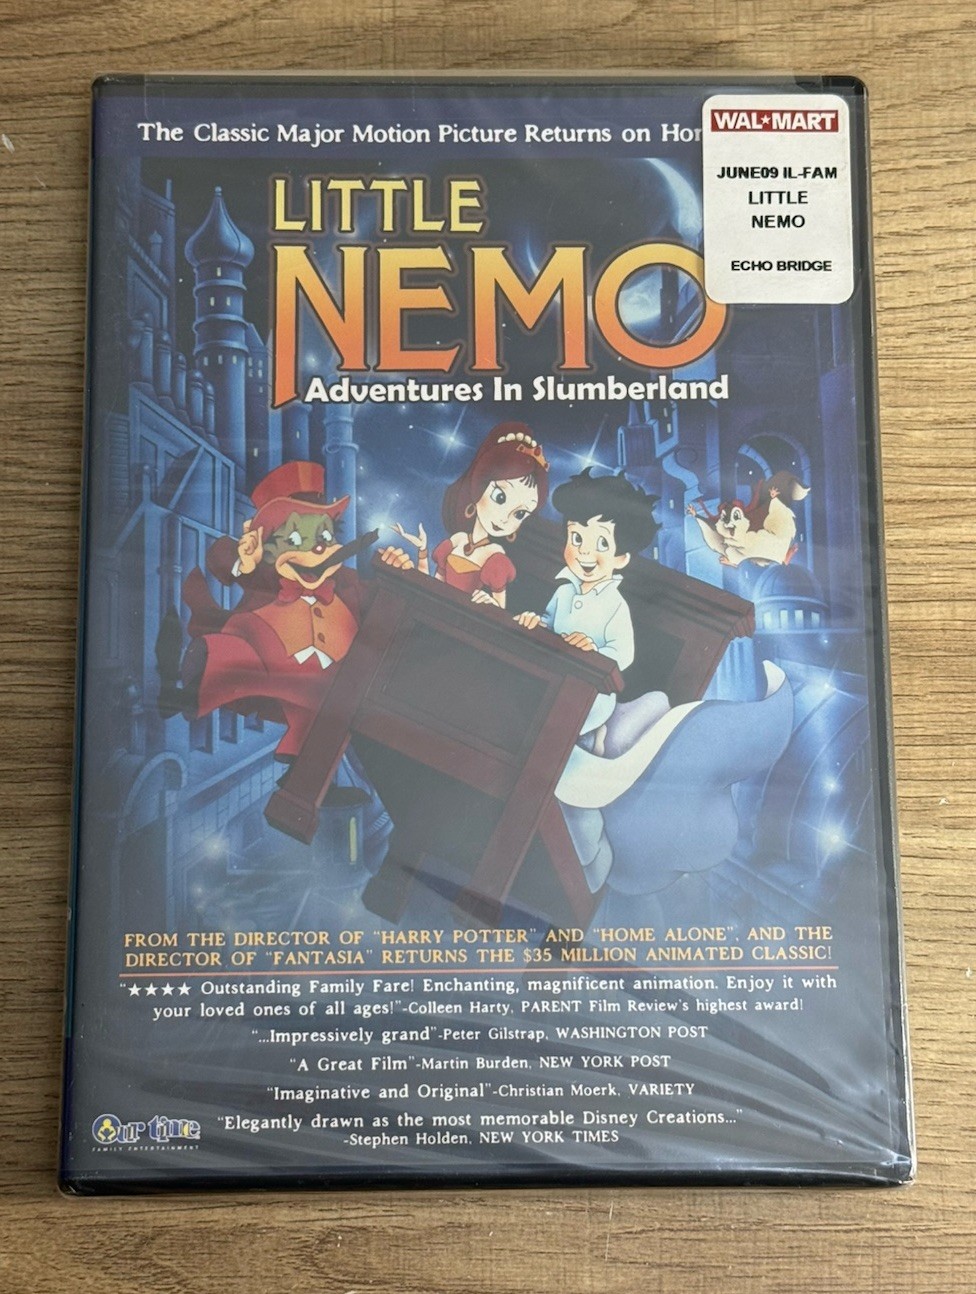 The Classic Major Motion Picture Returns on
WAL★MART
JUNE09 IL-FAM
LITTLE
NEMO
ECHO BRIDGE
LITTLE
NEMO
Adventures In Slumberland
FROM THE DIRECTOR OF "HARRY POTTER" AND "HOME ALONE", AND THE
DIRECTOR OF "FANTASIA" RETURNS THE $35 MILLION ANIMATED CLASSIC!
"★★★★ Outstanding Family Fare! Enchanting, magnificent animation. Enjoy it with
your loved ones of all ages!"-Colleen Harty, PARENT Film Review's highest award!
"...Impressively grand"-Peter Gilstrap, WASHINGTON POST
"A Great Film"-Martin Burden, NEW YORK POST
"Imaginative and Original"-Christian Moerk, VARIETY
"Elegantly drawn as the most memorable Disney Creations..."
-Stephen Holden, NEW YORK TIMES
Our time
FAMILY ENTERTAINMENT